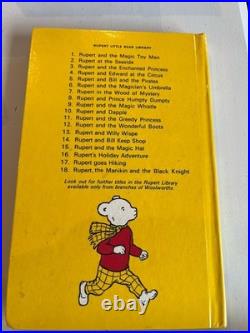 RUPERT LITTLE BEAR LIBRARY
1. Rupert and the Magic Toy Man
2. Rupert at the Seaside
3. Rupert and the Enchanted Princess
4. Rupert and Edward at the Circus
5. Rupert and Bill
6. Rupert and the Magician's Umbrella
7. Rupert in the Wood of Mystery
8. Rupert and Prince Humpty Dumpty
9. Rupert and the Magic Whistle
10. Rupert and Dapple
11. Rupert and the Greedy Princess
12. Rupert and the Wonderful Boots
13. Rupert and Willy Wispe
14. Rupert and Bill Keep Shop
15. Rupert and the Magic Hat
16. Rupert's Holiday Adventure
17. Rupert goes Hiking
18. Rupert, the Manikin and the Black Knight
Look out for further titles in the Rupert Library
available only from branches of Woolworths.